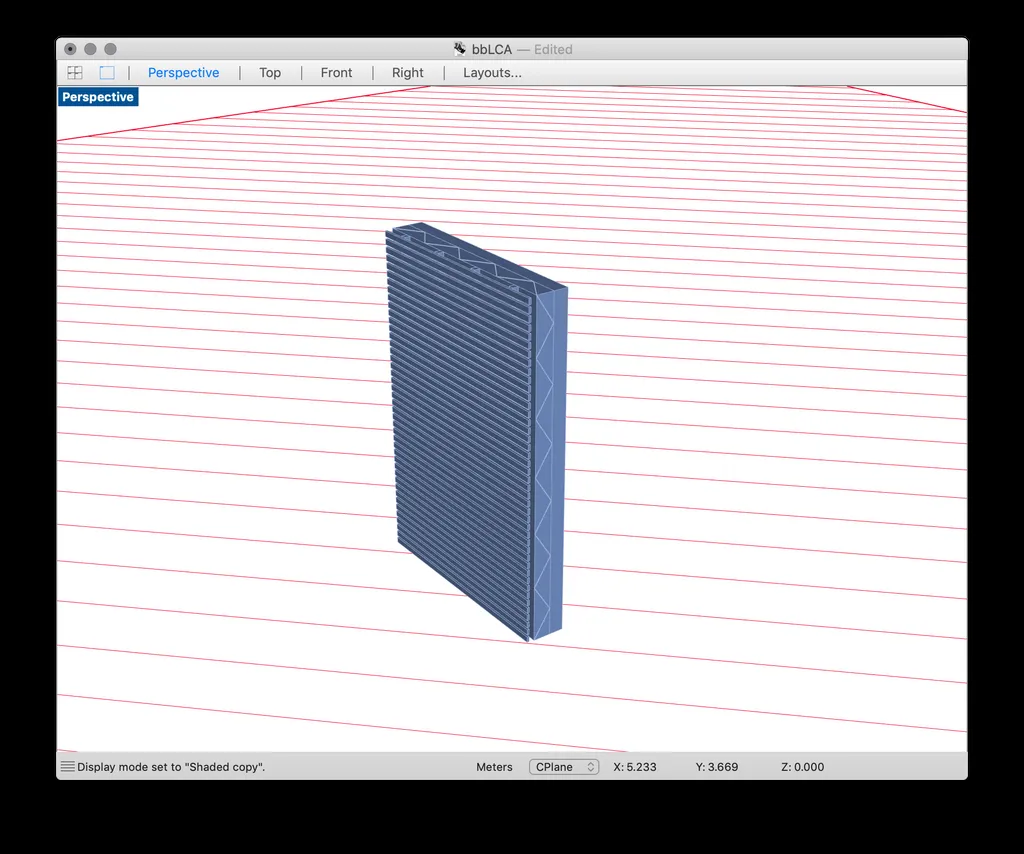 bbLCA — Edited
Perspective | Top | Front | Right | Layouts...
Perspective
Display mode set to "Shaded copy". Meters CPlane X: 5.233 Y: 3.669 Z: 0.000